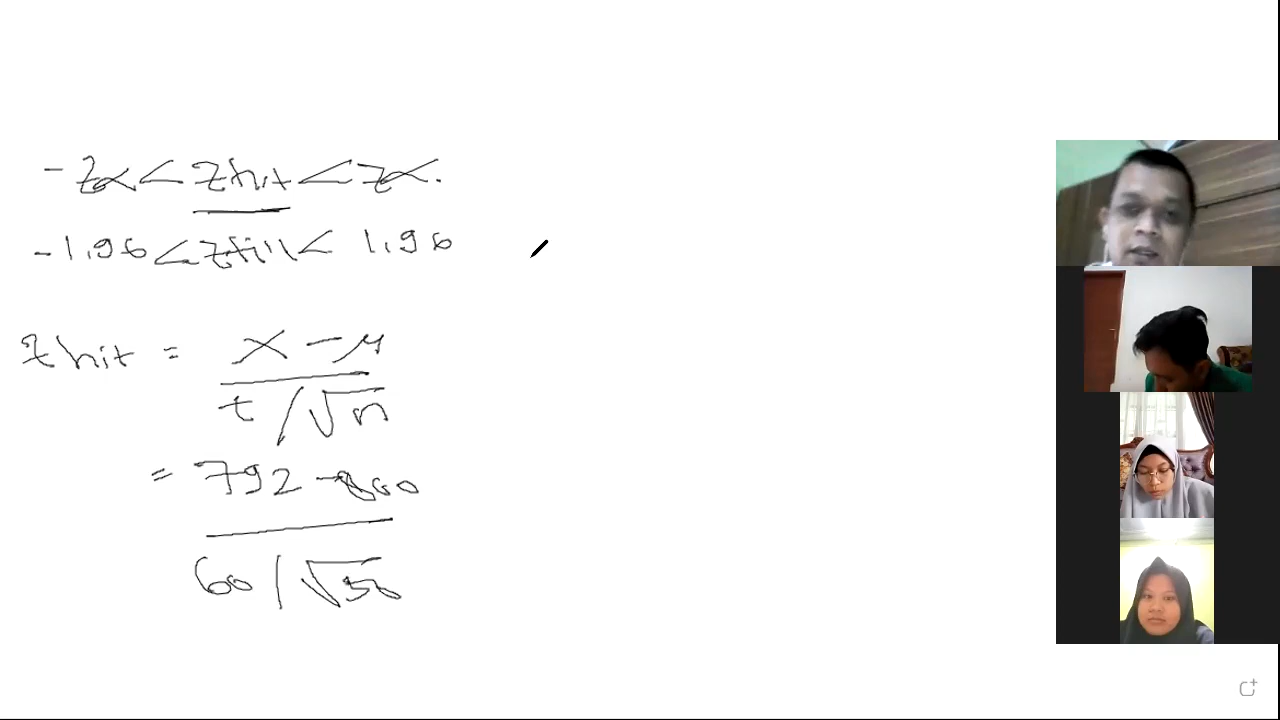 -Zα < Zhit < Zα.
-1.96 < Zhit < 1.96
Zhit = X - μ
t / √n
= 792 - 800
60 / √50